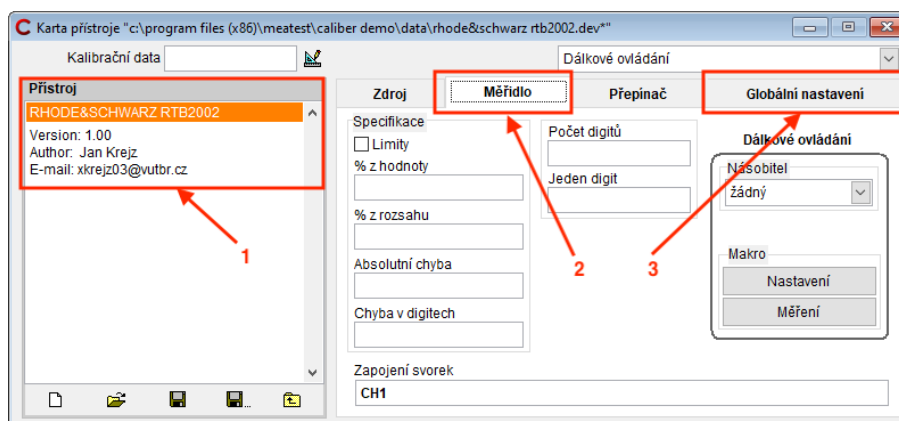 Karta přístroje "c:\program files (x86)\meatest\caliber demo\data\rhode&schwarz rtb2002.dev*"
Kalibrační data
Dálkové ovládání
Přístroj
RHODE&SCHWARZ RTB2002
Version: 1.00
Author: Jan Krejz
E-mail: xkrejz03@vutbr.cz
1
Zdroj
Měřidlo
Přepínač
Globální nastavení
Specifikace
Limity
% z hodnoty
% z rozsahu
Absolutní chyba
Chyba v digitech
Počet digitů
Jeden digit
2
3
Dálkové ovládání
Násobitel
žádný
Makro
Nastavení
Měření
Zapojení svorek
CH1